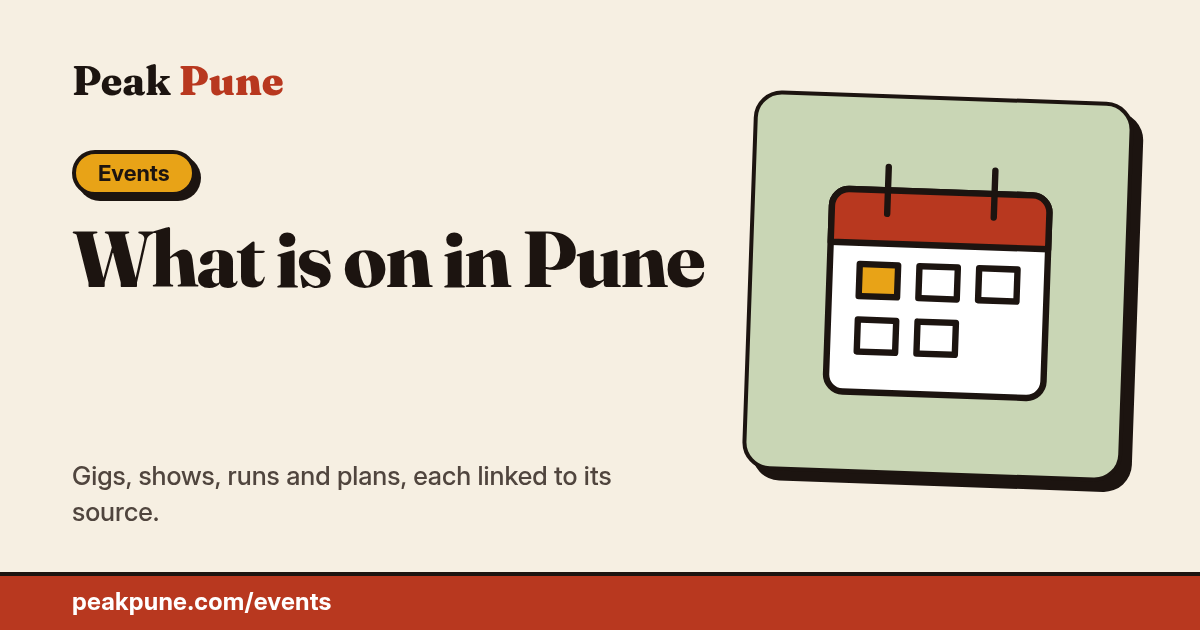 Peak Pune
Events
What is on in Pune
Gigs, shows, runs and plans, each linked to its
source.
peakpune.com/events